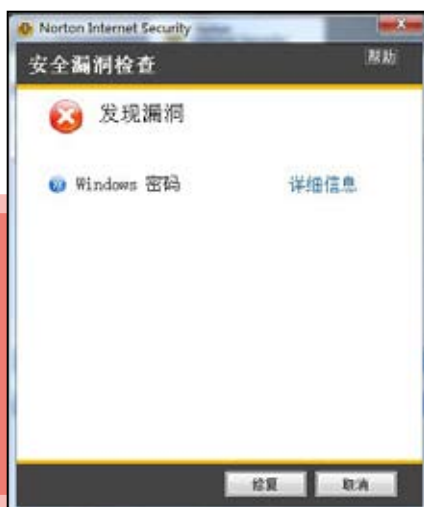 Norton Internet Security
安全漏洞检查
帮助
发现漏洞
Windows 密码
详细信息
修复
取消